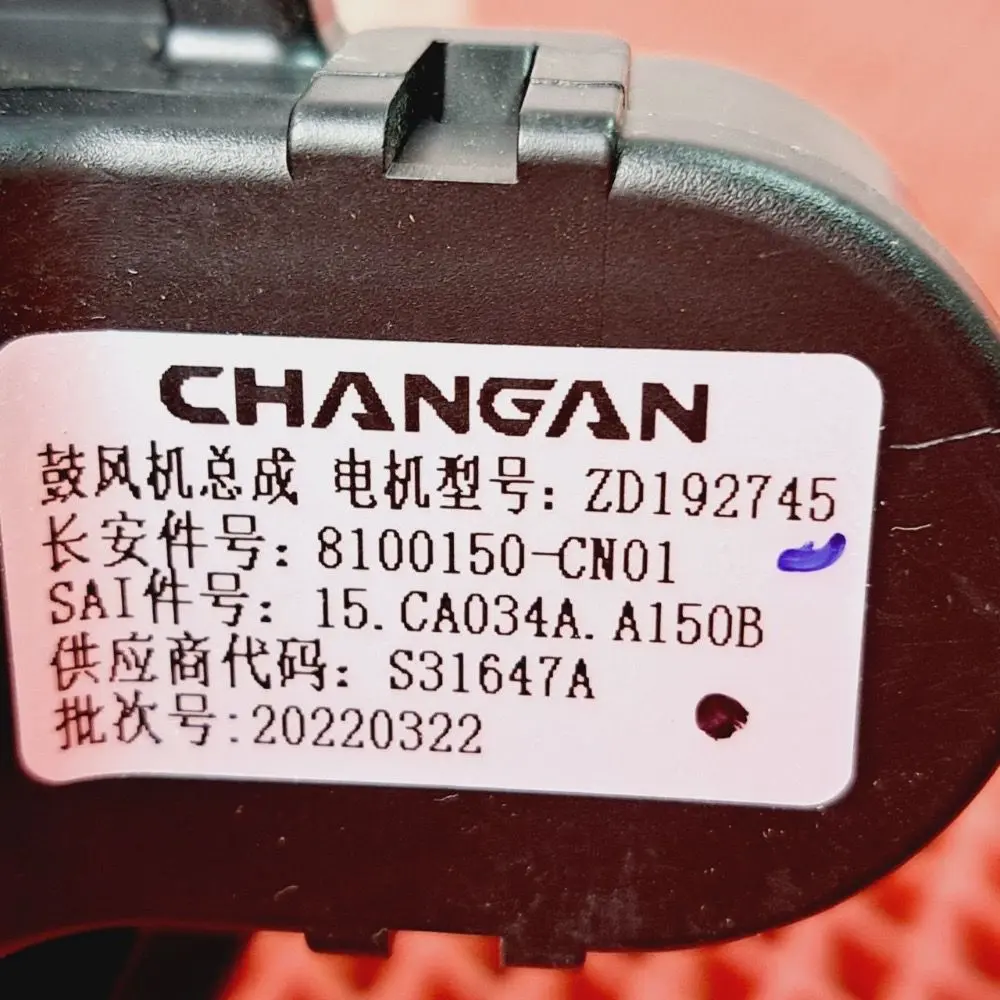 CHANGAN
鼓风机总成 电机型号: ZD192745
长安件号: 8100150-CN01
SAI件号: 15.CA034A.A150B
供应商代码: S31647A
批次号:20220322